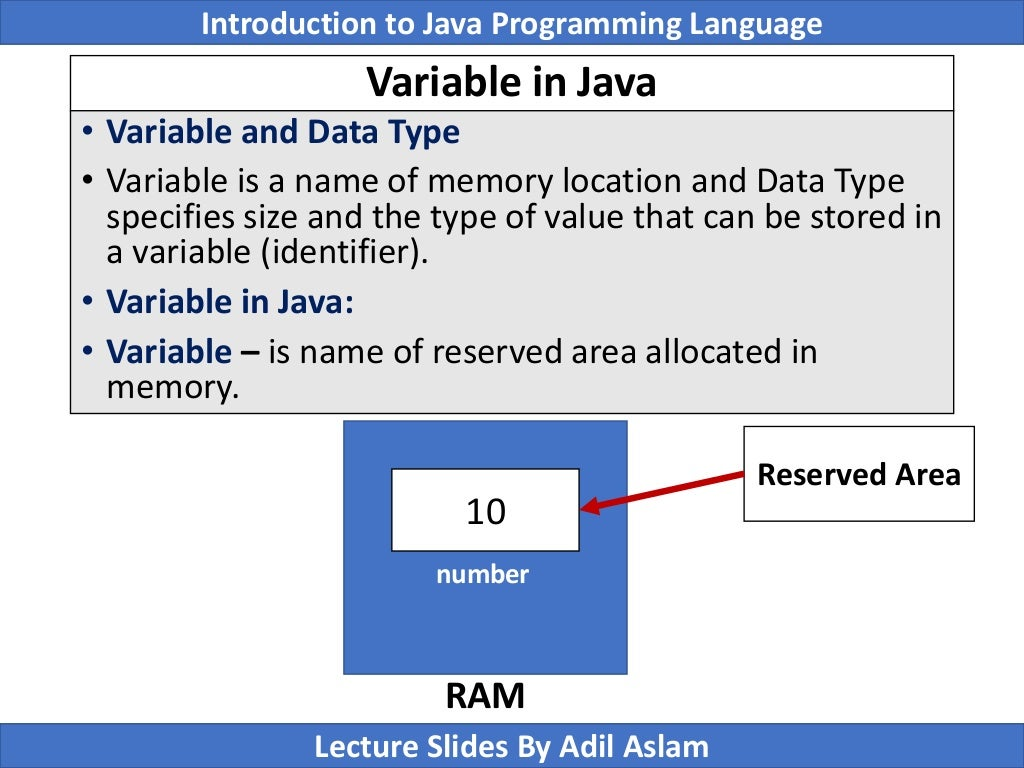 Introduction to Java Programming Language
Variable in Java
• Variable and Data Type
• Variable is a name of memory location and Data Type
specifies size and the type of value that can be stored in
a variable (identifier).
• Variable in Java:
• Variable – is name of reserved area allocated in
memory.
Reserved Area
10
number
RAM
Lecture Slides By Adil Aslam